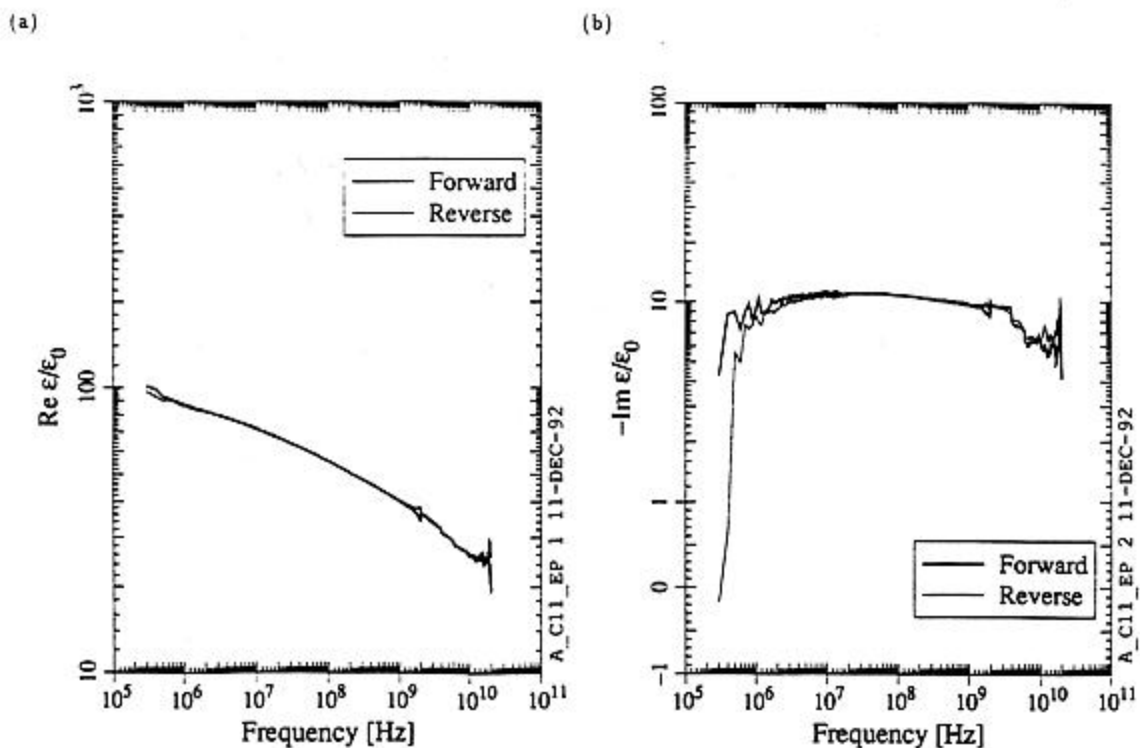 (a)
10³
100
10
Re ε/ε₀
Forward
Reverse
10⁵ 10⁶ 10⁷ 10⁸ 10⁹ 10¹⁰ 10¹¹
Frequency [Hz]
A_C11_EP 1 11-DEC-92
(b)
100
10
1
0
-1
-Im ε/ε₀
Forward
Reverse
10⁵ 10⁶ 10⁷ 10⁸ 10⁹ 10¹⁰ 10¹¹
Frequency [Hz]
A_C11_EP 2 11-DEC-92